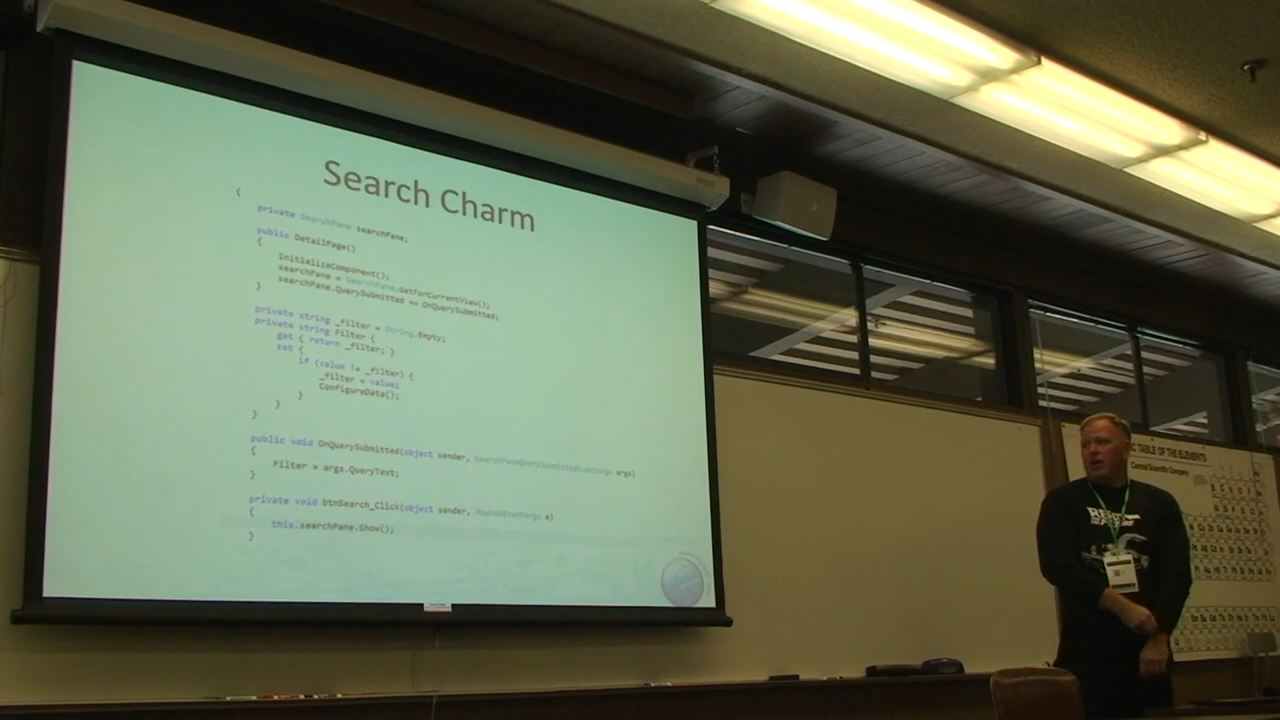 Search Charm
{
private SearchPane searchPane;
public DetailPage()
{
InitializeComponent();
searchPane = SearchPane.GetForCurrentView();
searchPane.QuerySubmitted += OnQuerySubmitted;
}
private string _filter = String.Empty;
private string Filter {
get { return _filter; }
set {
if (value != _filter) {
_filter = value;
ConfigureData();
}
}
}
public void OnQuerySubmitted(object sender, SearchPaneQuerySubmittedEventArgs args)
{
Filter = args.QueryText;
}
private void btnSearch_Click(object sender, RoutedEventArgs e)
{
this.searchPane.Show();
}
C TABLE OF THE ELEMENTS
Central Scientific Company